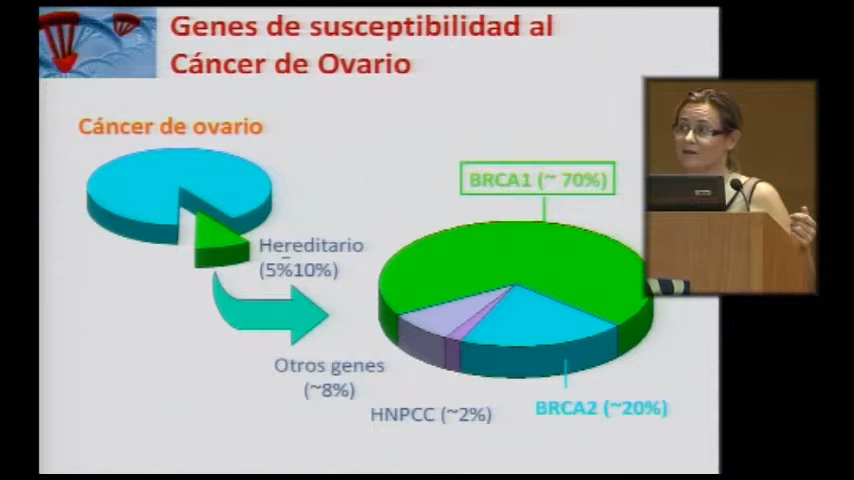 Genes de susceptibilidad al
Cáncer de Ovario
Cáncer de ovario
BRCA1 (~ 70%)
Hereditario
(5%10%)
Otros genes
(~8%)
HNPCC (~2%)
BRCA2 (~20%)